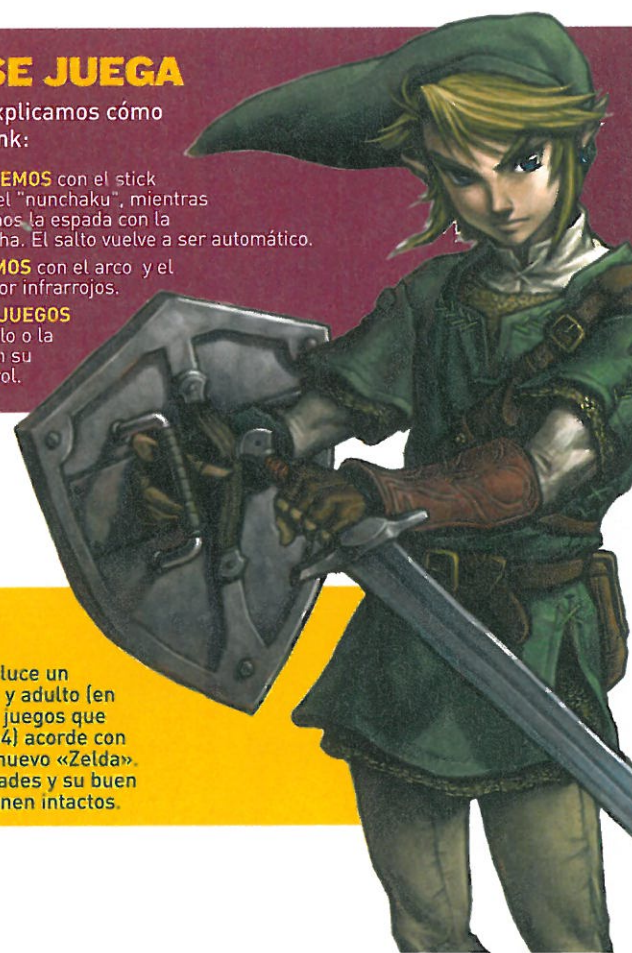 SE JUEGA
xplicamos cómo
nk:
EMOS con el stick
el "nunchaku", mientras
nos la espada con la
ha. El salto vuelve a ser automático.
MOS con el arco y el
or infrarrojos.
JUEGOS
lo o la
n su
ol.
luce un
y adulto (en
juegos que
4) acorde con
nuevo «Zelda».
ades y su buen
nen intactos.